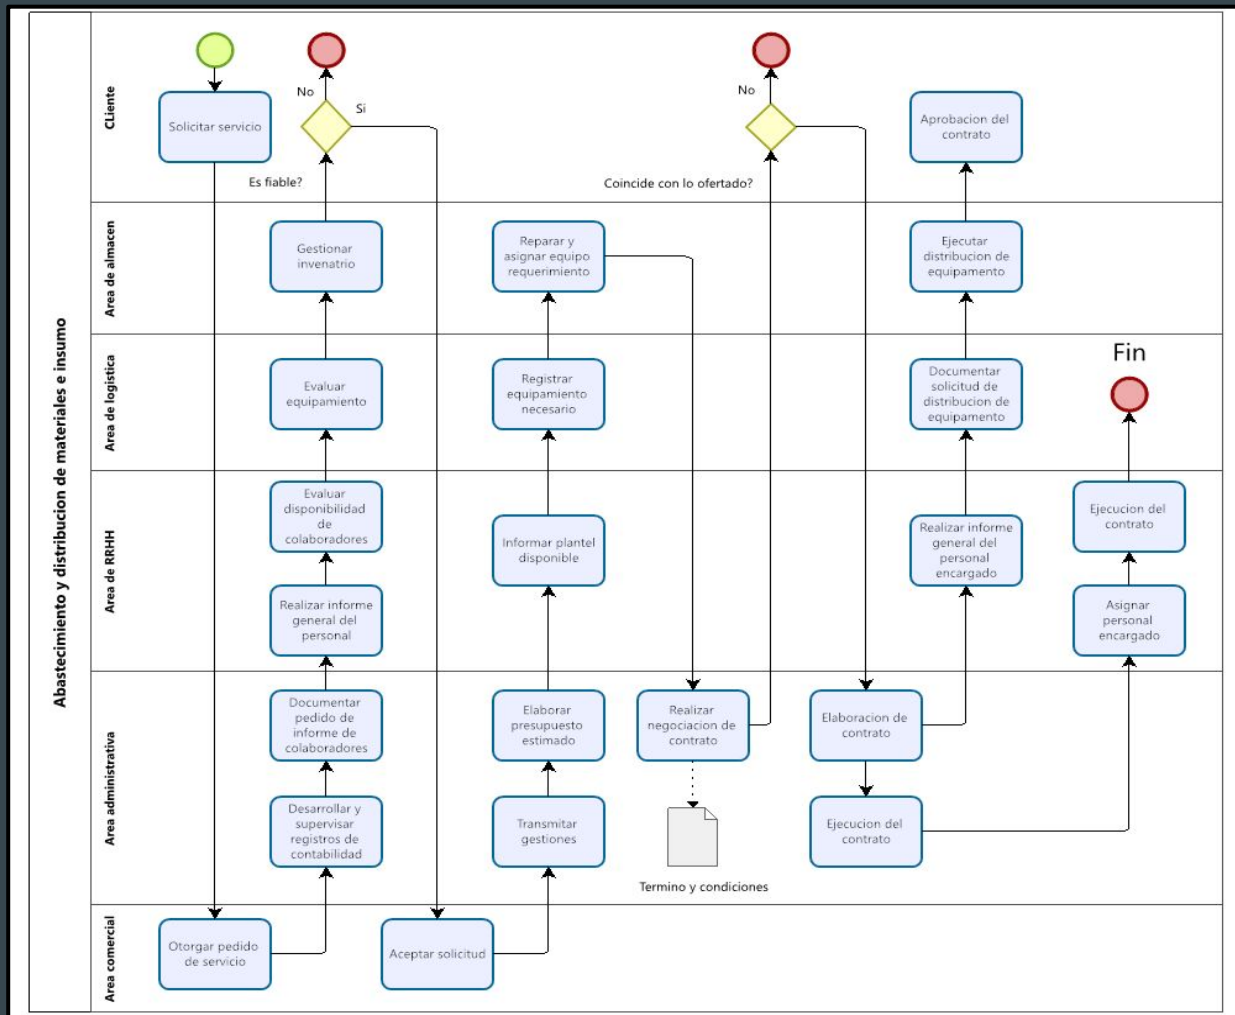 Abastecimiento y distribucion de materiales e insumo
CLiente
Solicitar servicio
No
Si
Es fiable?
No
Coincide con lo ofertado?
Aprobacion del
contrato
Area de almacen
Gestionar
invenatrio
Reparar y
asignar equipo
requerimiento
Ejecutar
distribucion de
equipamento
Area de logistica
Evaluar
equipamiento
Registrar
equipamiento
necesario
Documentar
solicitud de
distribucion de
equipamento
Fin
Area de RRHH
Evaluar
disponibilidad
de
colaboradores
Realizar informe
general del
personal
Informar plantel
disponible
Realizar informe
general del
personal
encargado
Ejecucion del
contrato
Asignar
personal
encargado
Area administrativa
Documentar
pedido de
informe de
colaboradores
Desarrollar y
supervisar
registros de
contabilidad
Elaborar
presupuesto
estimado
Transmitar
gestiones
Realizar
negociacion de
contrato
Termino y condiciones
Elaboracion de
contrato
Ejecucion del
contrato
Area comercial
Otorgar pedido
de servicio
Aceptar solicitud